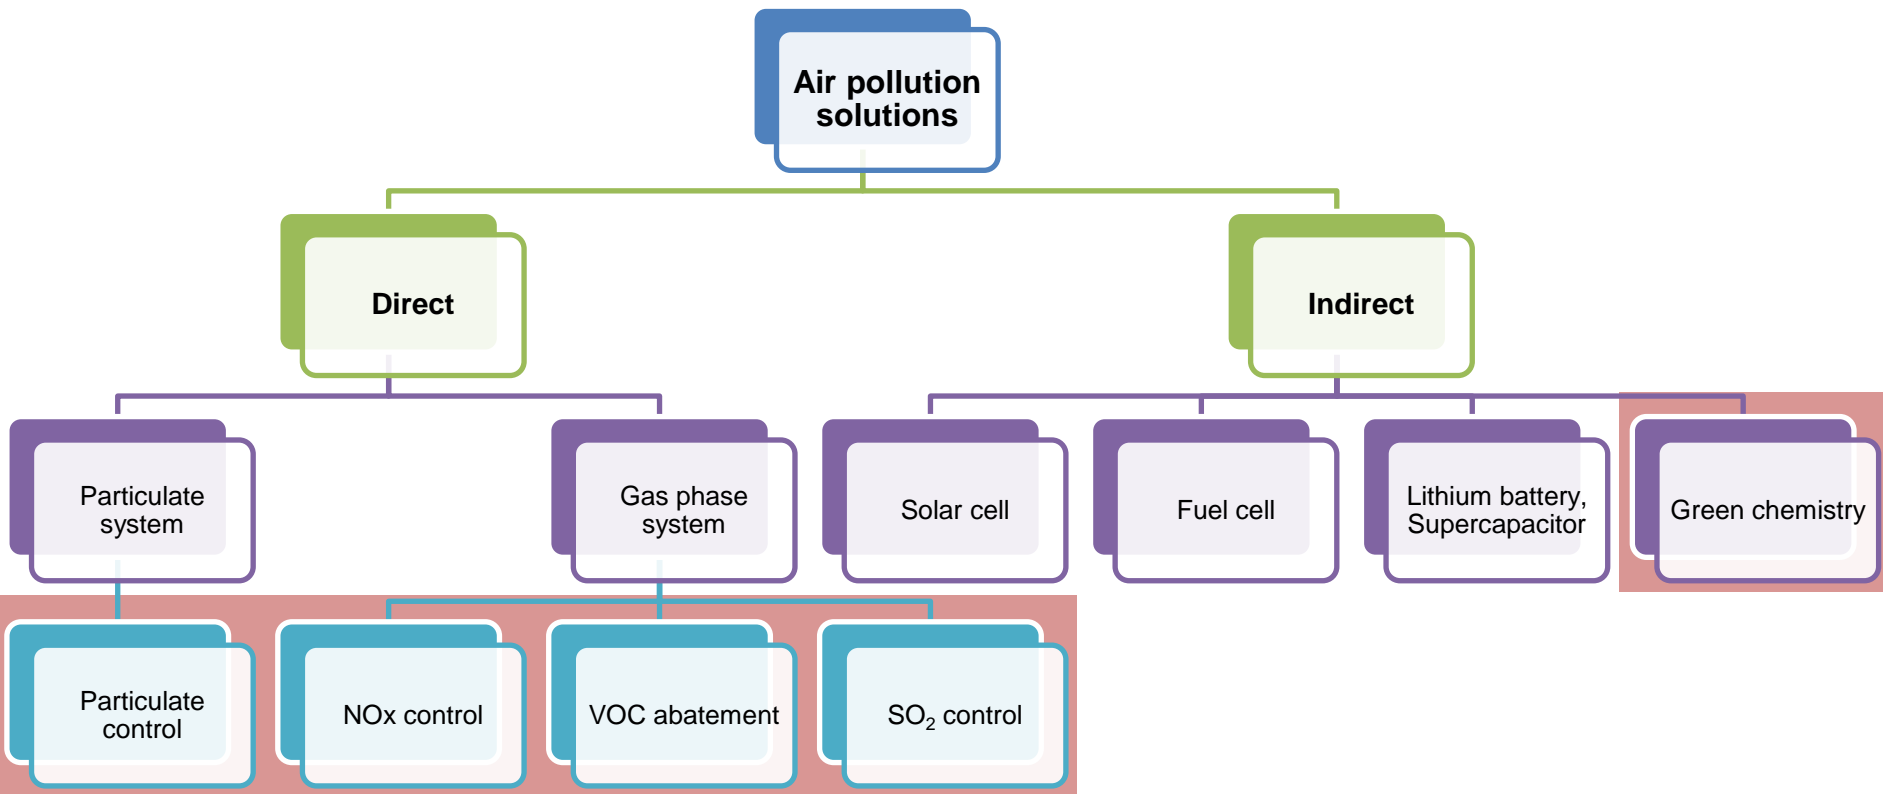 Air pollution
solutions
Direct
Indirect
Particulate
system
Gas phase
system
Solar cell
Fuel cell
Lithium battery,
Supercapacitor
Green chemistry
Particulate
control
NOx control
VOC abatement
SO₂ control